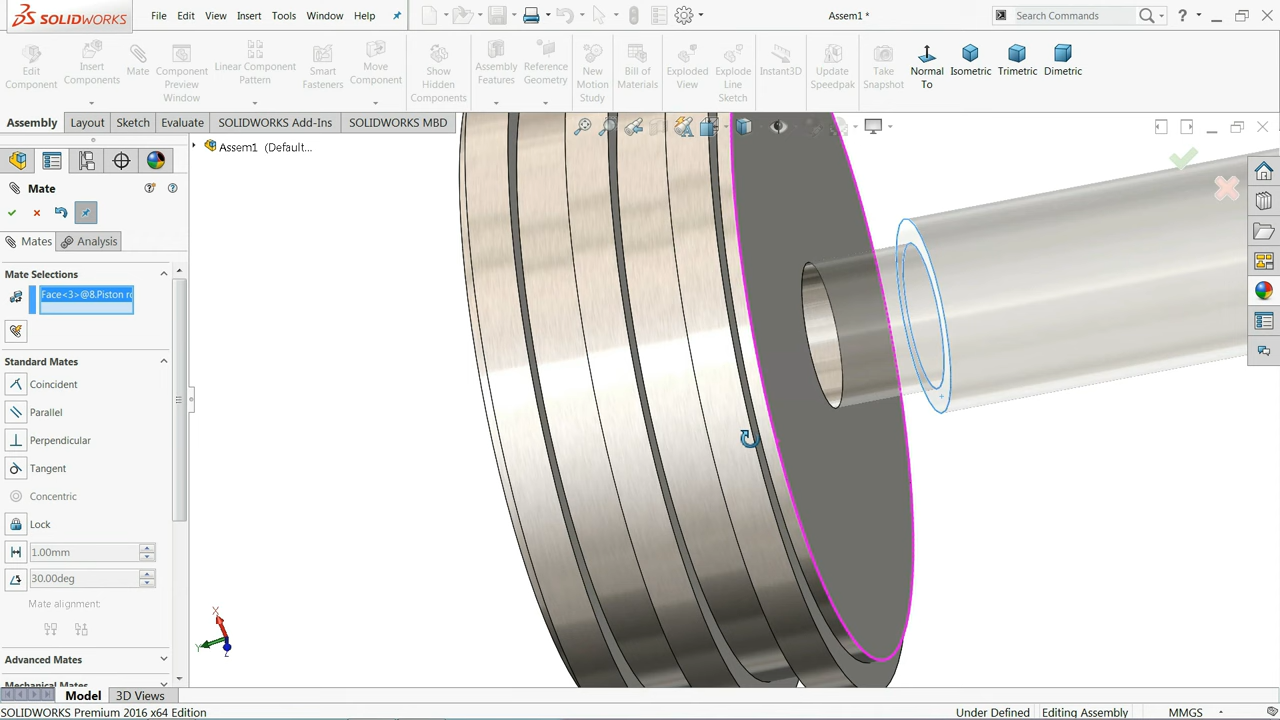 SOLIDWORKS File Edit View Insert Tools Window Help Assem1 * Search Commands ?
Edit Component Insert Components Mate Component Preview Window Linear Component Pattern Smart Fasteners Move Component Show Hidden Components Assembly Features Reference Geometry New Motion Study Bill of Materials Exploded View Explode Line Sketch Instant3D Update Speedpak Take Snapshot Normal To Isometric Trimetric Dimetric
Assembly Layout Sketch Evaluate SOLIDWORKS Add-Ins SOLIDWORKS MBD
Assem1 (Default...
Mate
Mates Analysis
Mate Selections
Face<3>@8.Piston ro
Standard Mates
Coincident
Parallel
Perpendicular
Tangent
Concentric
Lock
1.00mm
30.00deg
Mate alignment:
X
Y
Z
Advanced Mates
Model 3D Views
SOLIDWORKS Premium 2016 x64 Edition Under Defined Editing Assembly MMGS